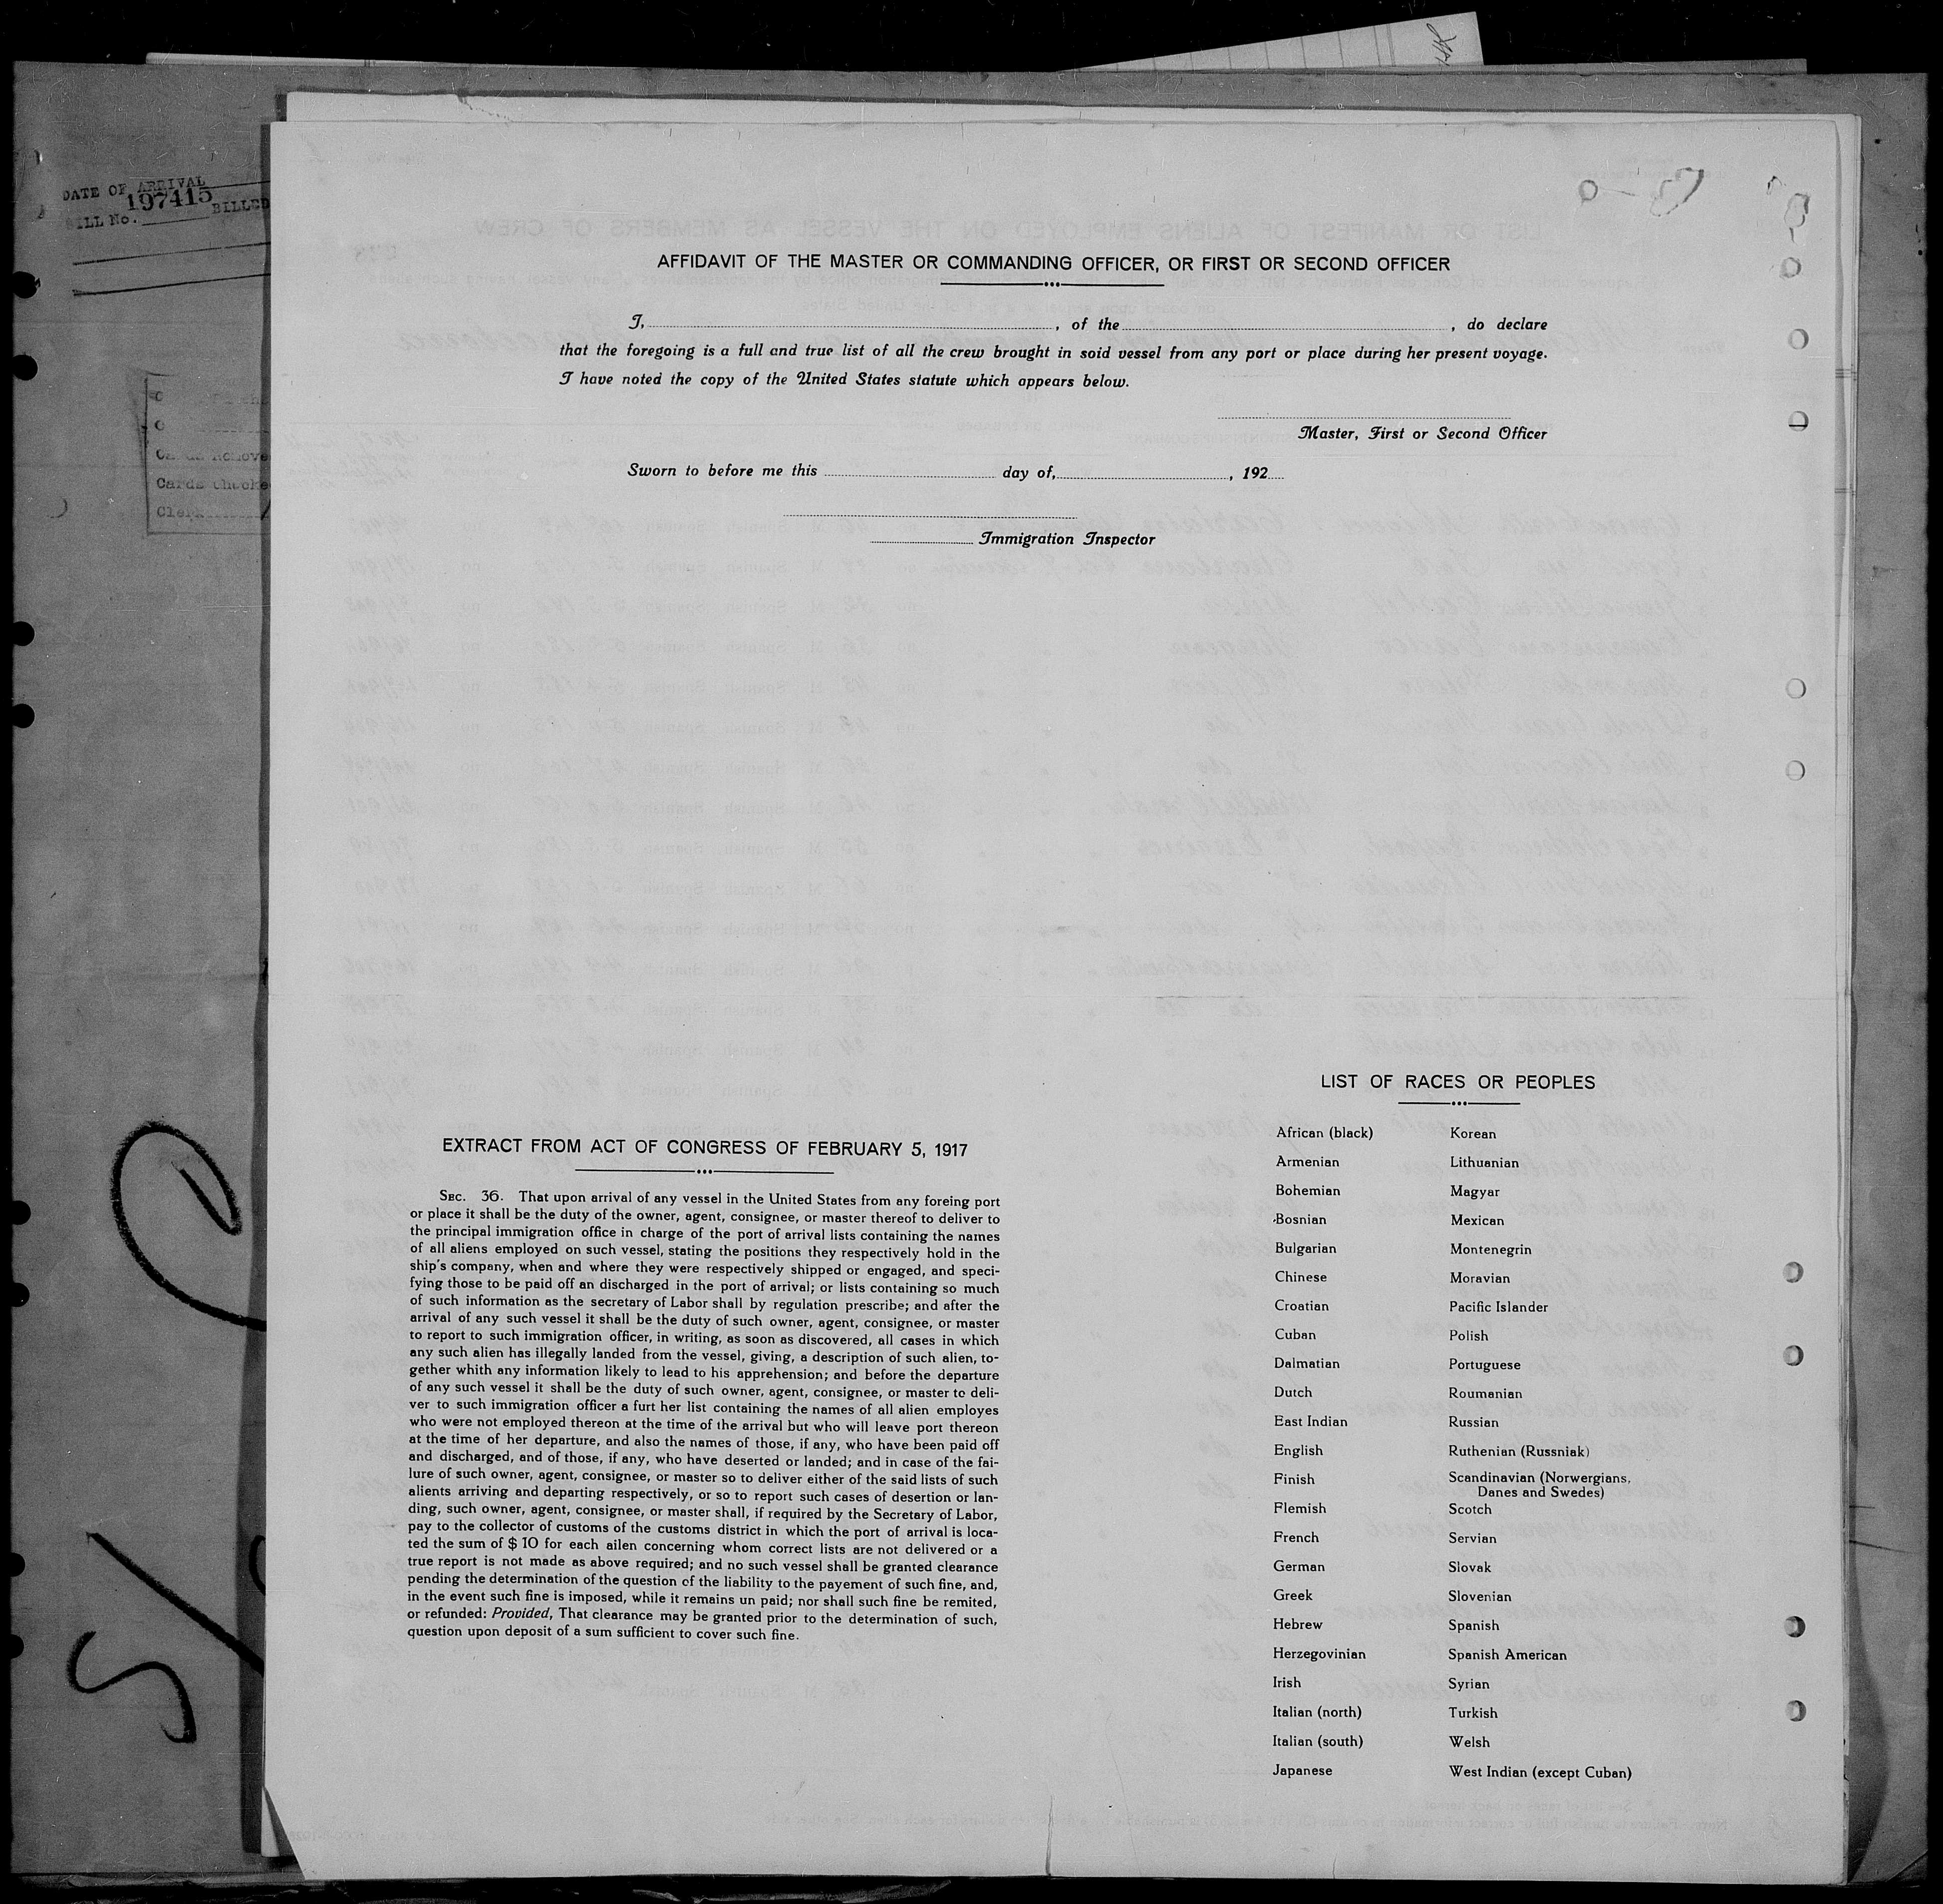 DATE OF ARRIVAL
197415
BILL No. BILLED
Cards Checke
Clerk
AFFIDAVIT OF THE MASTER OR COMMANDING OFFICER, OR FIRST OR SECOND OFFICER
I, , of the , do declare
that the foregoing is a full and true list of all the crew brought in soid vessel from any port or place during her present voyage.
I have noted the copy of the United States statute which appears below.
Master, First or Second Officer
Sworn to before me this day of, , 192
Immigration Inspector
EXTRACT FROM ACT OF CONGRESS OF FEBRUARY 5, 1917
SEC. 36. That upon arrival of any vessel in the United States from any foreing port
or place it shall be the duty of the owner, agent, consignee, or master thereof to deliver to
the principal immigration office in charge of the port of arrival lists containing the names
of all aliens employed on such vessel, stating the positions they respectively hold in the
ship's company, when and where they were respectively shipped or engaged, and speci-
fying those to be paid off an discharged in the port of arrival; or lists containing so much
of such information as the secretary of Labor shall by regulation prescribe; and after the
arrival of any such vessel it shall be the duty of such owner, agent, consignee, or master
to report to such immigration officer, in writing, as soon as discovered, all cases in which
any such alien has illegally landed from the vessel, giving, a description of such alien, to-
gether whith any information likely to lead to his apprehension; and before the departure
of any such vessel it shall be the duty of such owner, agent, consignee, or master to deli-
ver to such immigration officer a furt her list containing the names of all alien employes
who were not employed thereon at the time of the arrival but who will leave port thereon
at the time of her departure, and also the names of those, if any, who have been paid off
and discharged, and of those, if any, who have deserted or landed; and in case of the fai-
lure of such owner, agent, consignee, or master so to deliver either of the said lists of such
alients arriving and departing respectively, or so to report such cases of desertion or lan-
ding, such owner, agent, consignee, or master shall, if required by the Secretary of Labor,
pay to the collector of customs of the customs district in which the port of arrival is loca-
ted the sum of $ 10 for each ailen concerning whom correct lists are not delivered or a
true report is not made as above required; and no such vessel shall be granted clearance
pending the determination of the question of the liability to the payement of such fine, and,
in the event such fine is imposed, while it remains un paid; nor shall such fine be remited,
or refunded: Provided, That clearance may be granted prior to the determination of such,
question upon deposit of a sum sufficient to cover such fine.
LIST OF RACES OR PEOPLES
African (black) Korean
Armenian Lithuanian
Bohemian Magyar
Bosnian Mexican
Bulgarian Montenegrin
Chinese Moravian
Croatian Pacific Islander
Cuban Polish
Dalmatian Portuguese
Dutch Roumanian
East Indian Russian
English Ruthenian (Russniak)
Finish Scandinavian (Norwergians,
Danes and Swedes)
Flemish Scotch
French Servian
German Slovak
Greek Slovenian
Hebrew Spanish
Herzegovinian Spanish American
Irish Syrian
Italian (north) Turkish
Italian (south) Welsh
Japanese West Indian (except Cuban)